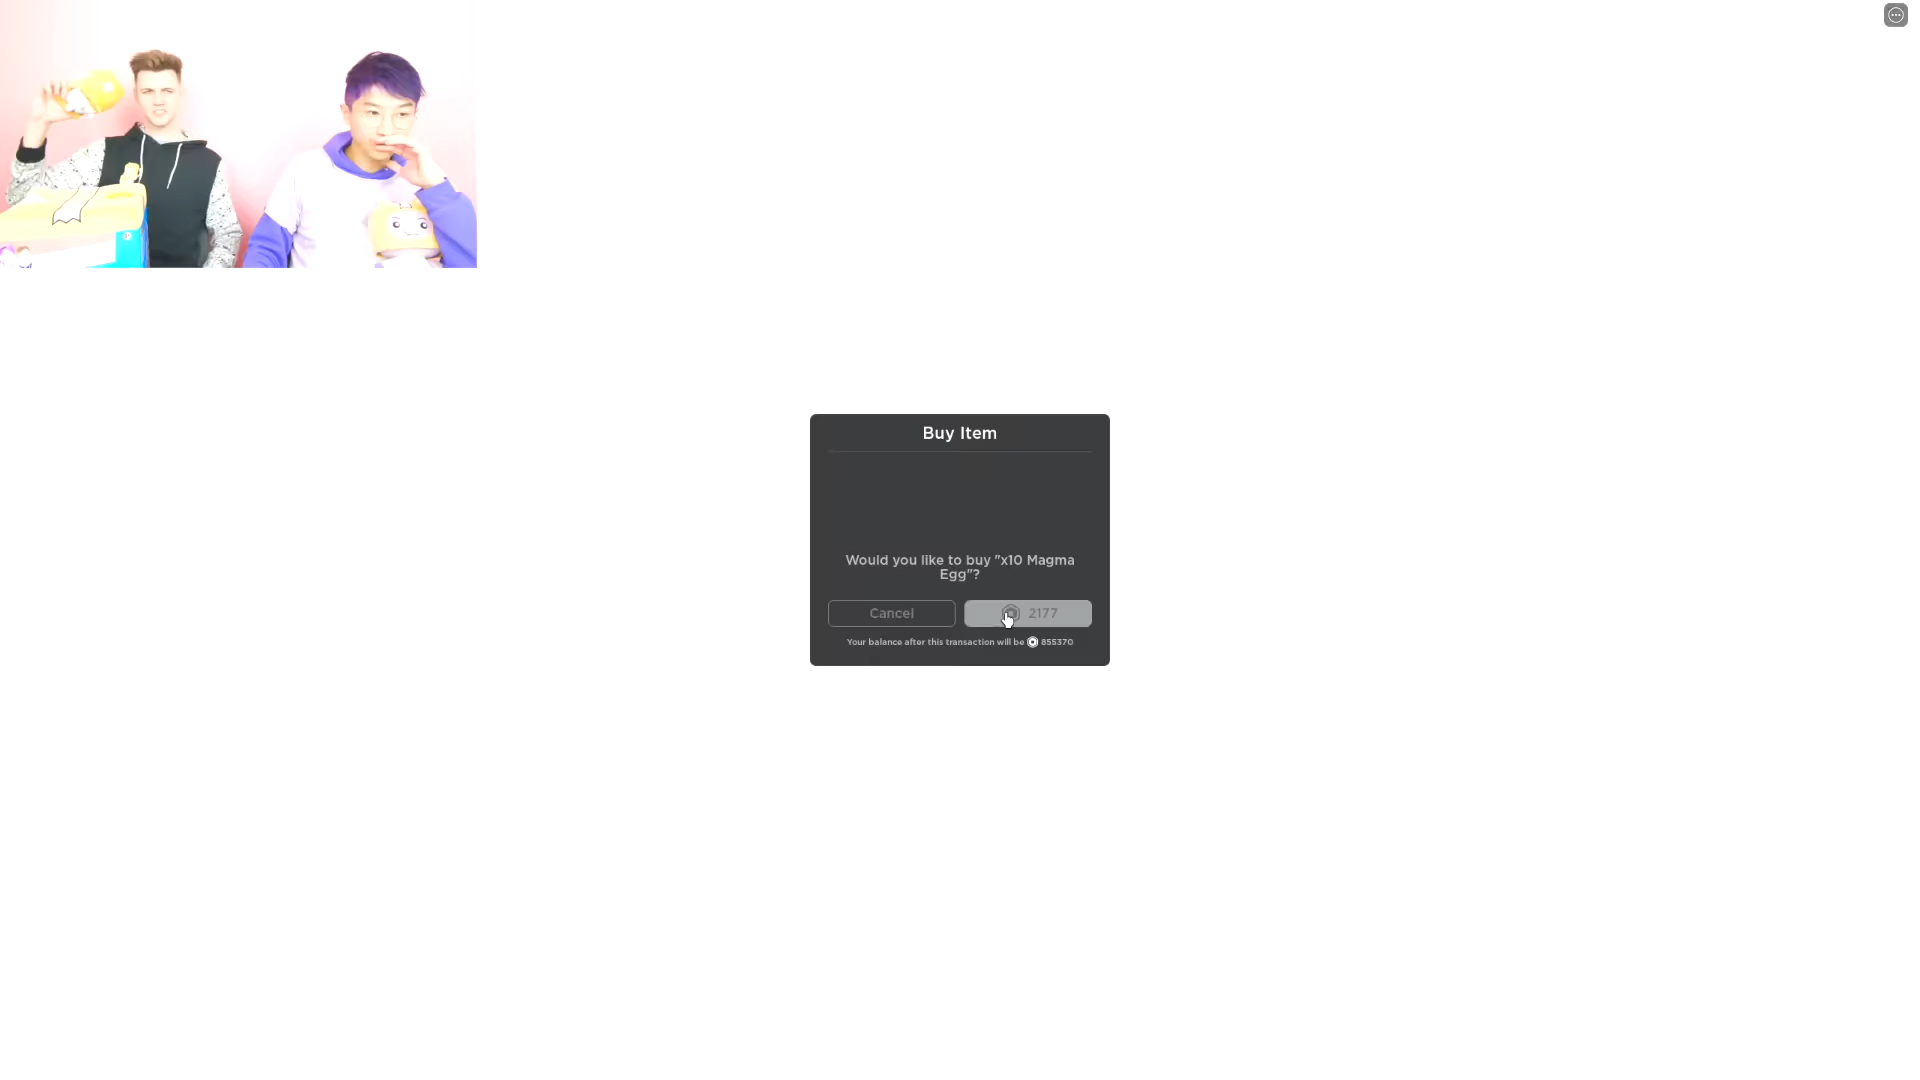 Buy Item
Would you like to buy "x10 Magma
Egg"?
Cancel
2177
Your balance after this transaction will be 855370